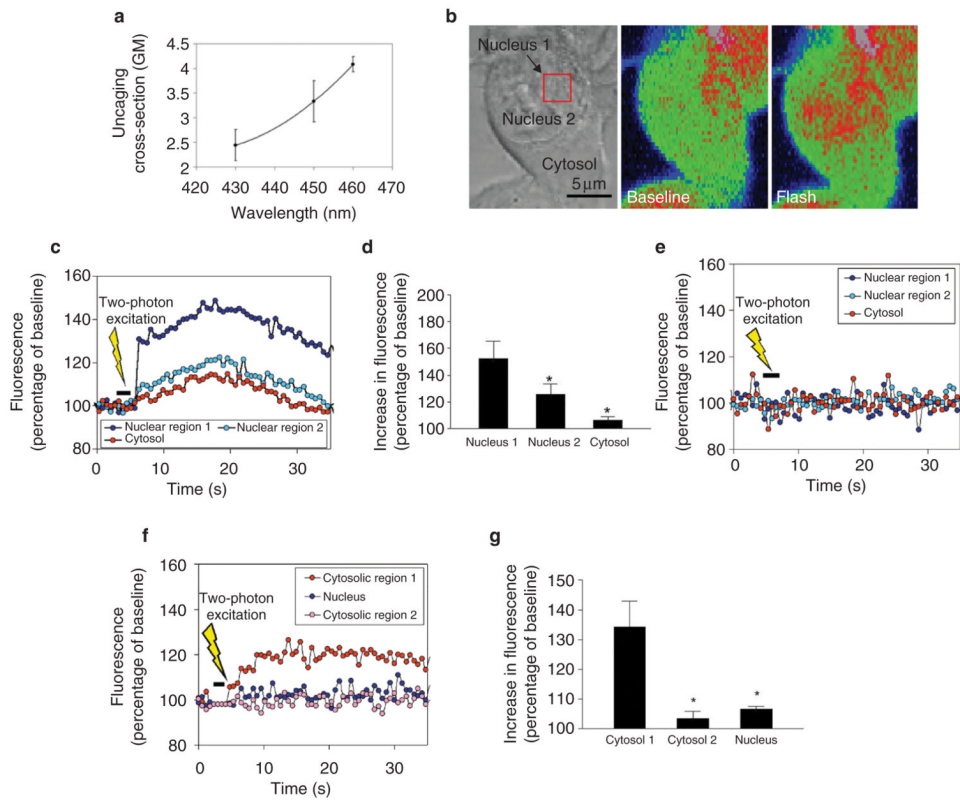 a
Uncaging
cross-section (GM)
4.5
4
3.5
3
2.5
2
420 430 440 450 460 470
Wavelength (nm)
b
Nucleus 1
Nucleus 2
Cytosol
5 μm
Baseline
Flash
c
Fluorescence
(percentage of baseline)
160
140
120
100
80
Two-photon
excitation
Nuclear region 1 Nuclear region 2
Cytosol
0 10 20 30
Time (s)
d
Increase in fluorescence
(percentage of baseline)
200
180
160
140
120
100
*
*
Nucleus 1 Nucleus 2 Cytosol
e
Fluorescence
(percentage of baseline)
160
140
120
100
80
Nuclear region 1
Nuclear region 2
Cytosol
Two-photon
excitation
0 10 20 30
Time (s)
f
Fluorescence
(percentage of baseline)
160
140
120
100
80
Cytosolic region 1
Nucleus
Cytosolic region 2
Two-photon
excitation
0 10 20 30
Time (s)
g
Increase in fluorescence
(percentage of baseline)
150
140
130
120
110
100
*
*
Cytosol 1 Cytosol 2 Nucleus